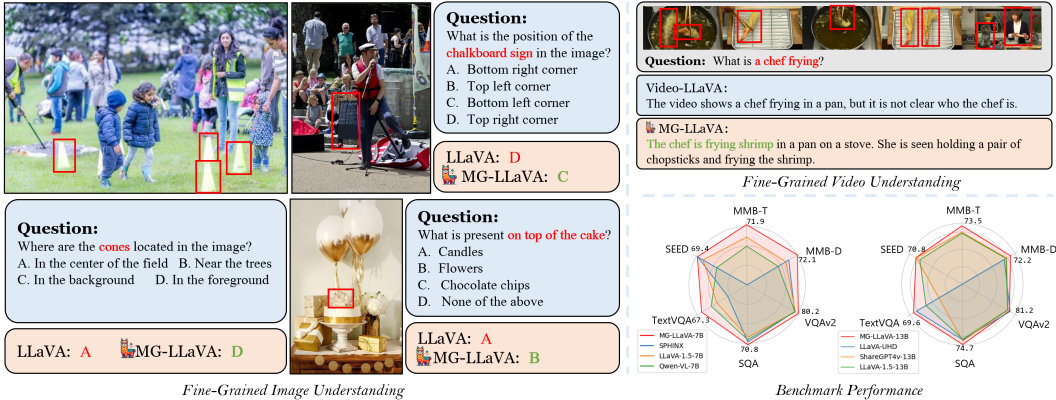 Question:
What is the position of the
chalkboard sign in the image?
A. Bottom right corner
B. Top left corner
C. Bottom left corner
D. Top right corner
LLaVA: D
MG-LLaVA: C
Question:
Where are the cones located in the image?
A. In the center of the field B. Near the trees
C. In the background D. In the foreground
LLaVA: A MG-LLaVA: D
Question:
What is present on top of the cake?
A. Candles
B. Flowers
C. Chocolate chips
D. None of the above
LLaVA: A
MG-LLaVA: B
Fine-Grained Image Understanding
Question: What is a chef frying?
Video-LLaVA:
The video shows a chef frying in a pan, but it is not clear who the chef is.
MG-LLaVA:
The chef is frying shrimp in a pan on a stove. She is seen holding a pair of
chopsticks and frying the shrimp.
Fine-Grained Video Understanding
MMB-T
71.9
SEED 69.4
MMB-D
72.1
80.2
VQAv2
TextVQA 67.3
70.8
SQA
MG-LLaVA-7B
SPHINX
LLaVA-1.5-7B
Qwen-VL-7B
MMB-T
73.5
SEED 70.8
MMB-D
72.2
81.2
VQAv2
TextVQA 69.6
74.7
SQA
MG-LLaVA-13B
LLaVA-UHD
ShareGPT4v-13B
LLaVA-1.5-13B
Benchmark Performance